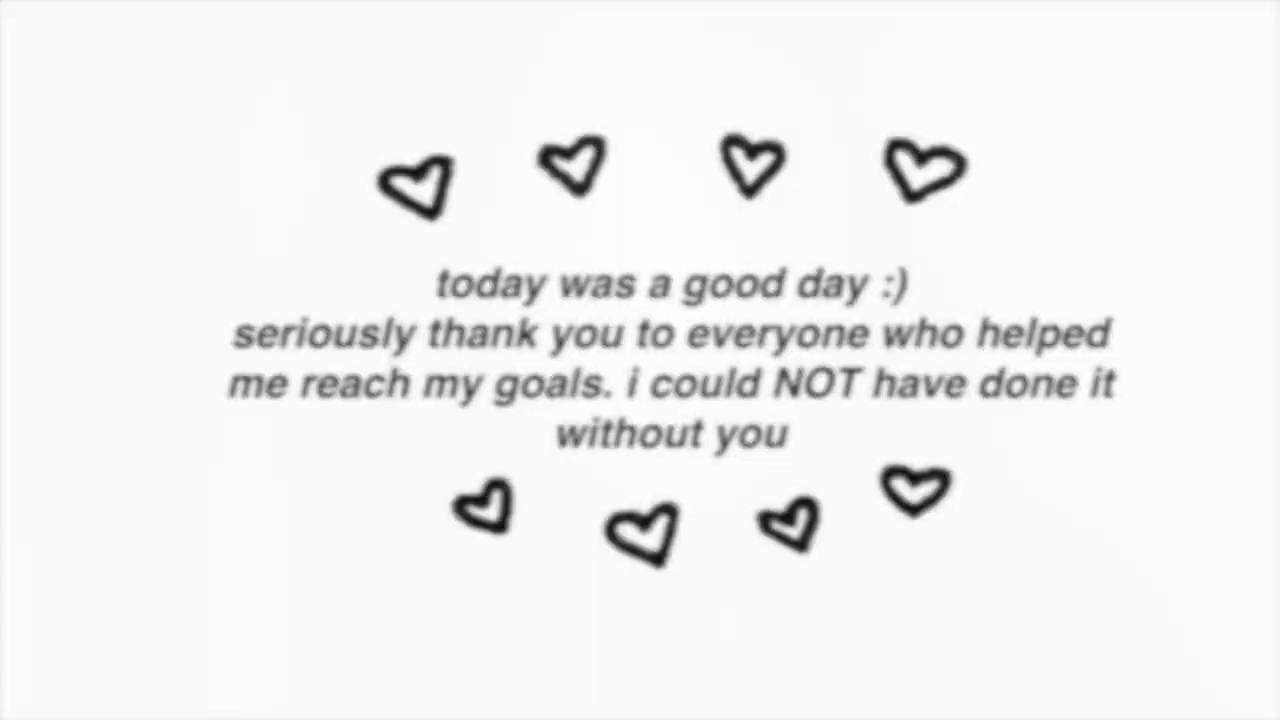 today was a good day :)
seriously thank you to everyone who helped
me reach my goals. i could NOT have done it
without you